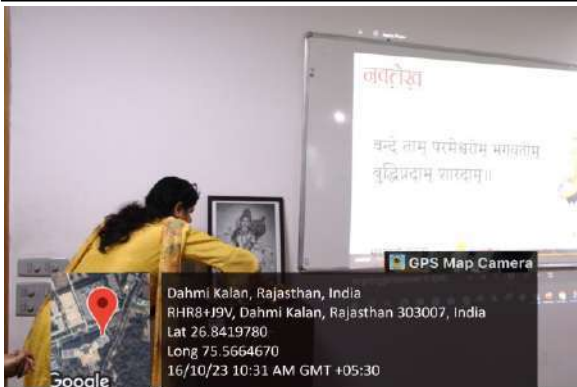 नवलेख
वन्दे ताम् परमेश्वरीम् भगवतीम्
बुद्धिप्रदाम् शारदाम्॥
GPS Map Camera
Dahmi Kalan, Rajasthan, India
RHR8+J9V, Dahmi Kalan, Rajasthan 303007, India
Lat 26.8419780
Long 75.5664670
16/10/23 10:31 AM GMT +05:30
Google